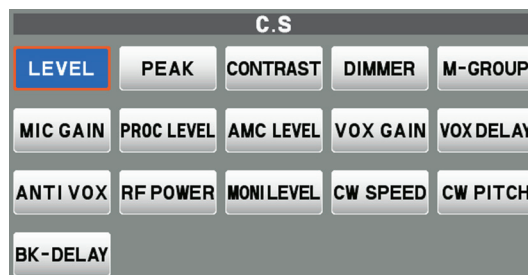 C.S
LEVEL PEAK CONTRAST DIMMER M-GROUP
MIC GAIN PROC LEVEL AMC LEVEL VOX GAIN VOX DELAY
ANTI VOX RF POWER MONI LEVEL CW SPEED CW PITCH
BK-DELAY